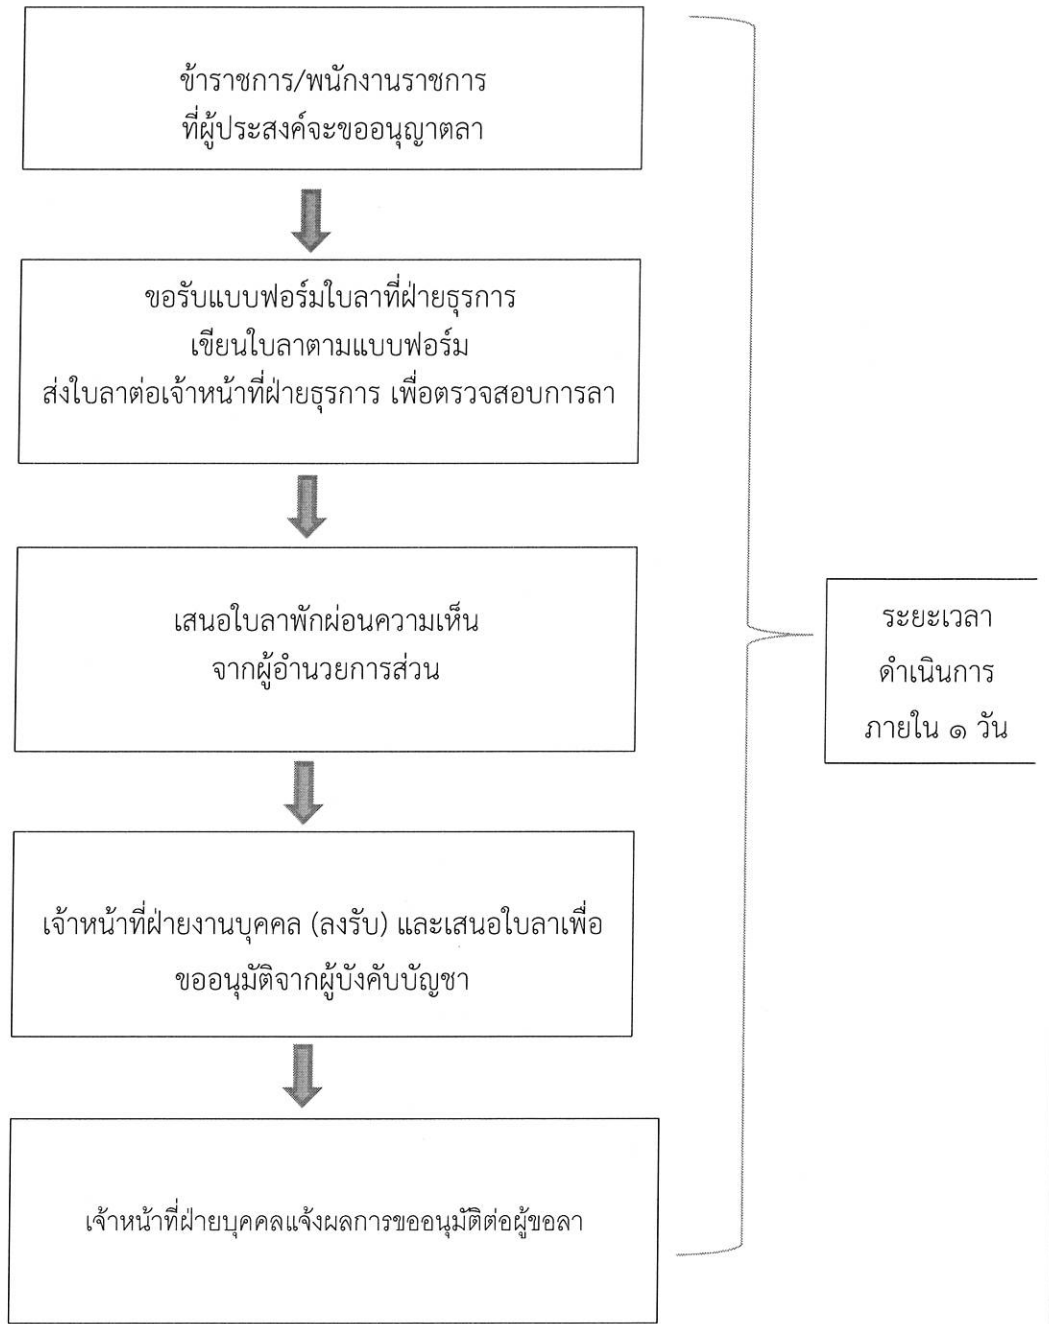 ข้าราชการ/พนักงานราชการ
ที่ผู้ประสงค์จะขออนุญาตลา
ขอรับแบบฟอร์มใบลาที่ฝ่ายธุรการ
เขียนใบลาตามแบบฟอร์ม
ส่งใบลาต่อเจ้าหน้าที่ฝ่ายธุรการ เพื่อตรวจสอบการลา
เสนอใบลาพักผ่อนความเห็น
จากผู้อำนวยการส่วน
เจ้าหน้าที่ฝ่ายงานบุคคล (ลงรับ) และเสนอใบลาเพื่อ
ขออนุมัติจากผู้บังคับบัญชา
เจ้าหน้าที่ฝ่ายบุคคลแจ้งผลการขออนุมัติต่อผู้ขอลา
ระยะเวลา
ดำเนินการ
ภายใน ๑ วัน